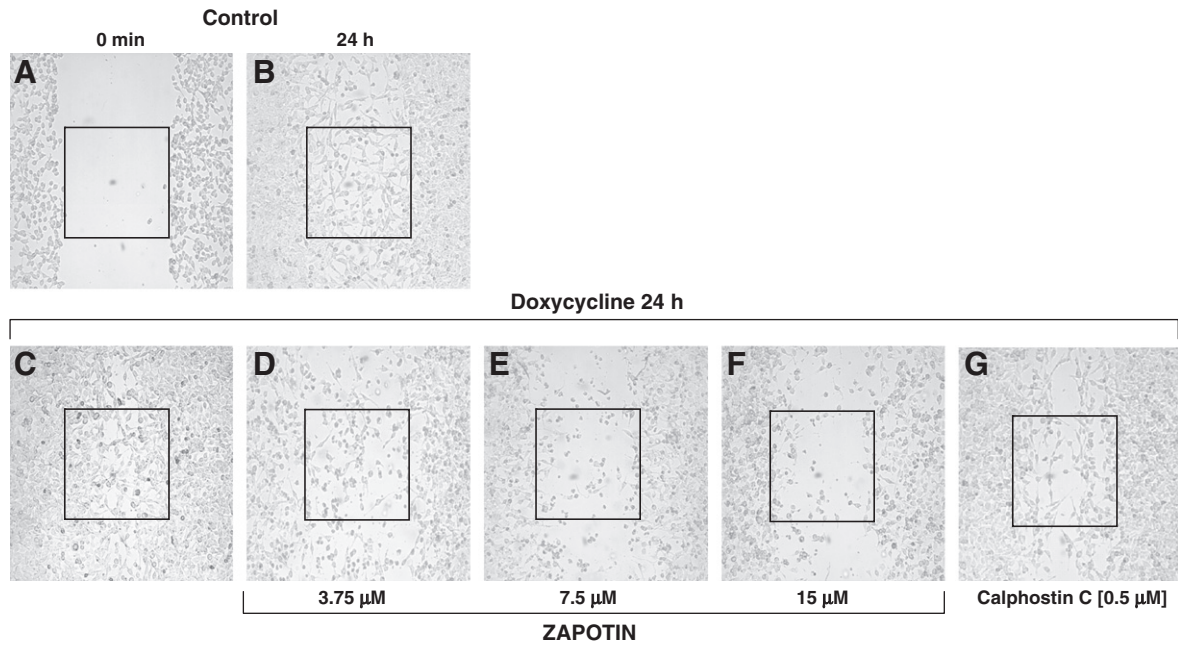 Control
0 min
24 h
A
B
Doxycycline 24 h
C
D
E
F
G
3.75 µM
7.5 µM
15 µM
Calphostin C [0.5 µM]
ZAPOTIN